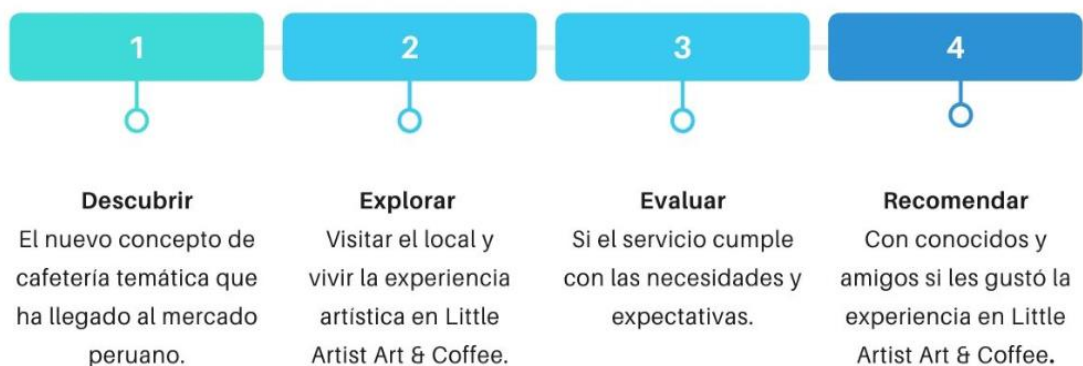 1
2
3
4
Descubrir
El nuevo concepto de
cafetería temática que
ha llegado al mercado
peruano.
Explorar
Visitar el local y
vivir la experiencia
artística en Little
Artist Art & Coffee.
Evaluar
Si el servicio cumple
con las necesidades y
expectativas.
Recomendar
Con conocidos y
amigos si les gustó la
experiencia en Little
Artist Art & Coffee.